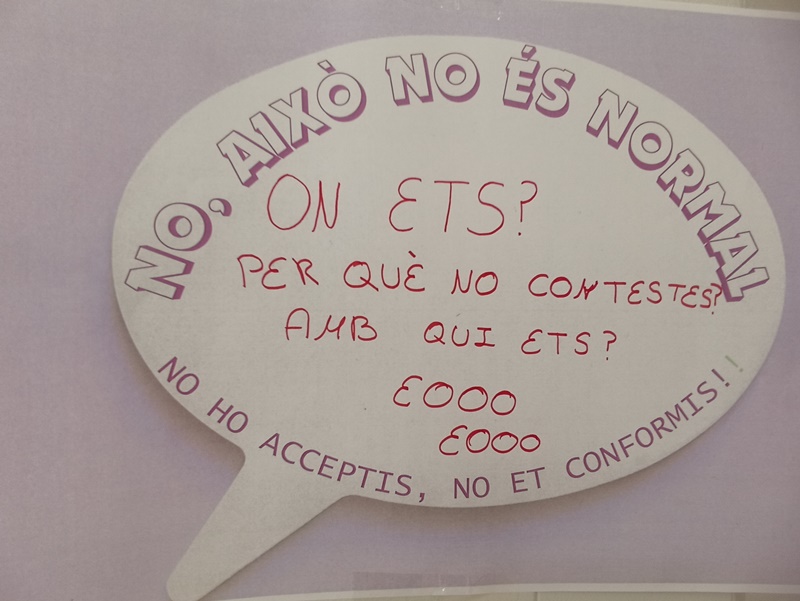 NO, AIXÒ NO ÉS NORMAL
ON ETS?
PER QUÈ NO CONTESTES?
AMB QUI ETS?
EOOO
EOOO
NO HO ACCEPTIS, NO ET CONFORMIS!!